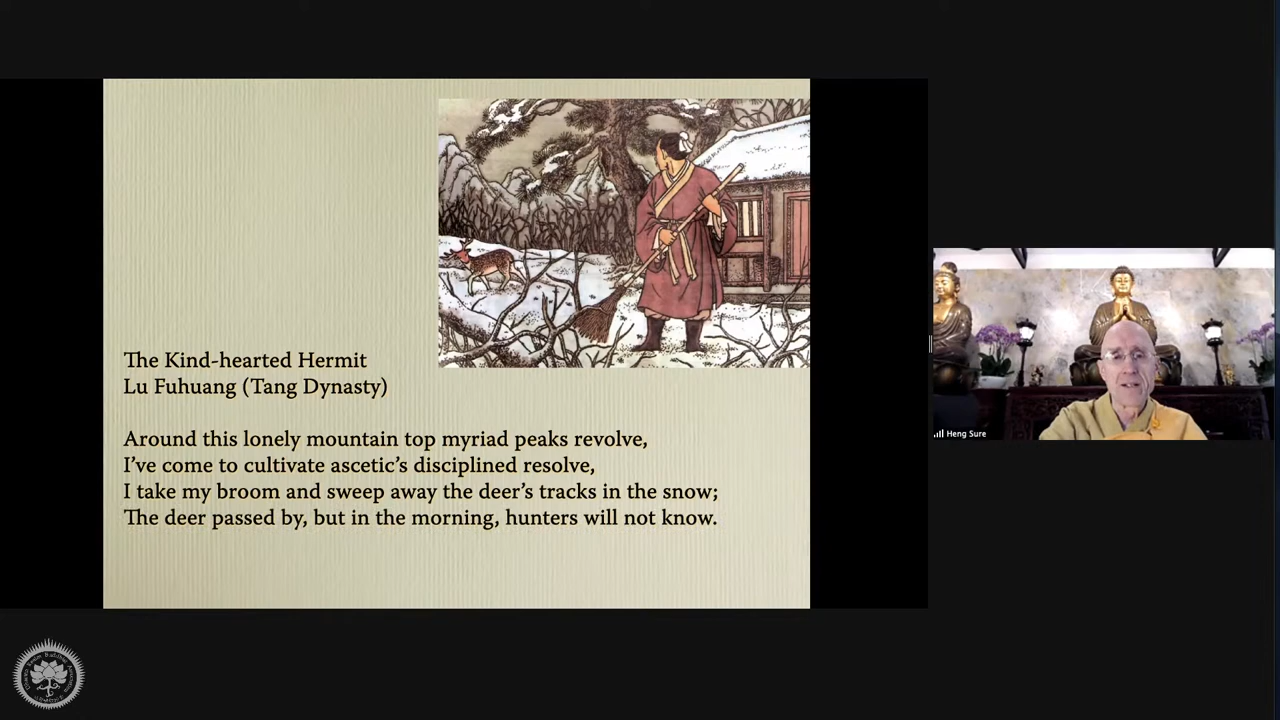 The Kind-hearted Hermit
Lu Fuhuang (Tang Dynasty)
Around this lonely mountain top myriad peaks revolve,
I've come to cultivate ascetic's disciplined resolve,
I take my broom and sweep away the deer's tracks in the snow;
The deer passed by, but in the morning, hunters will not know.
Heng Sure